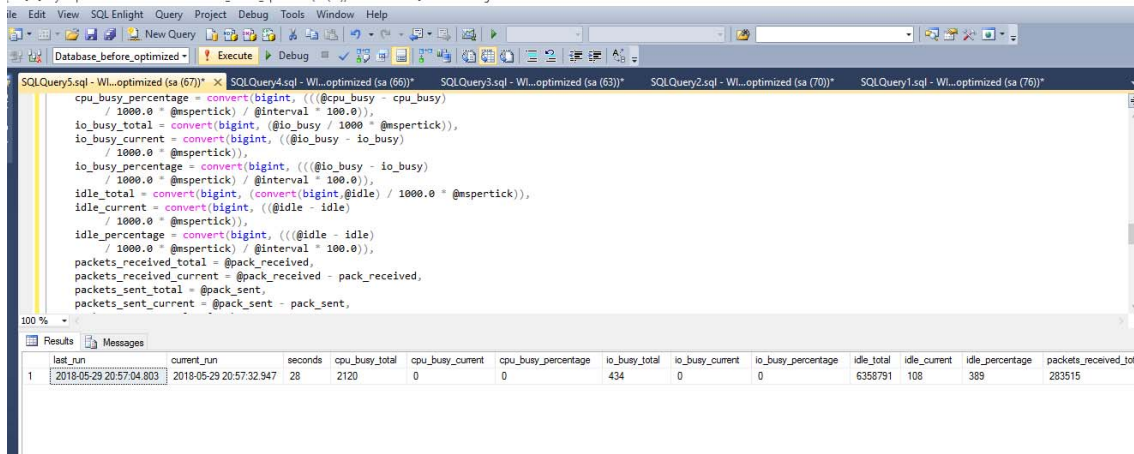 ile Edit View SQL Enlight Query Project Debug Tools Window Help
New Query
Database_before_optimized Execute Debug
SQLQuery5.sql - WI...optimized (sa (67))* SQLQuery4.sql - WI...optimized (sa (66))* SQLQuery3.sql - WI...optimized (sa (63))* SQLQuery2.sql - WI...optimized (sa (70))* SQLQuery1.sql - WI...optimized (sa (76))*
cpu_busy_percentage = convert(bigint, (((@cpu_busy - cpu_busy)
/ 1000.0 * @mspertick) / @interval * 100.0)),
io_busy_total = convert(bigint, (@io_busy / 1000 * @mspertick)),
io_busy_current = convert(bigint, ((@io_busy - io_busy)
/ 1000.0 * @mspertick)),
io_busy_percentage = convert(bigint, (((@io_busy - io_busy)
/ 1000.0 * @mspertick) / @interval * 100.0)),
idle_total = convert(bigint, (convert(bigint,@idle) / 1000.0 * @mspertick)),
idle_current = convert(bigint, ((@idle - idle)
/ 1000.0 * @mspertick)),
idle_percentage = convert(bigint, (((@idle - idle)
/ 1000.0 * @mspertick) / @interval * 100.0)),
packets_received_total = @pack_received,
packets_received_current = @pack_received - pack_received,
packets_sent_total = @pack_sent,
packets_sent_current = @pack_sent - pack_sent,
100 %
Results Messages
last_run current_run seconds cpu_busy_total cpu_busy_current cpu_busy_percentage io_busy_total io_busy_current io_busy_percentage idle_total idle_current idle_percentage packets_received_tot
1 2018-05-29 20:57:04.803 2018-05-29 20:57:32.947 28 2120 0 0 434 0 0 6358791 108 389 283515